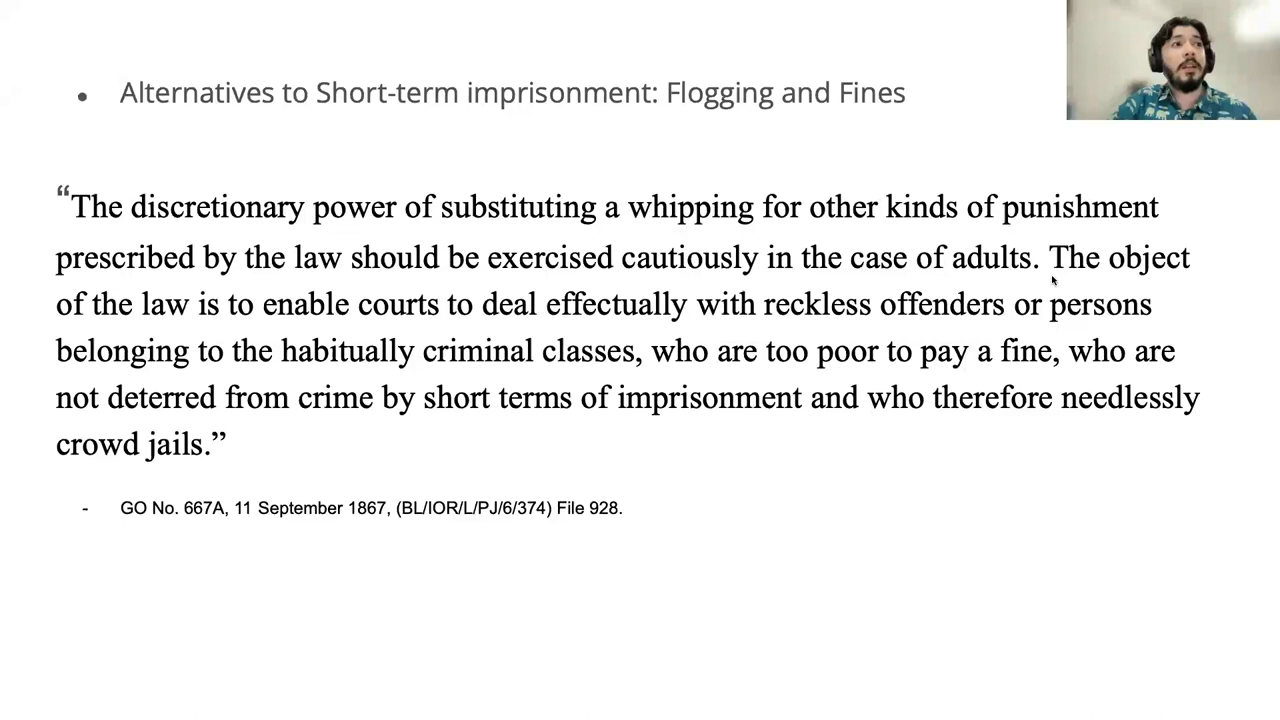 • Alternatives to Short-term imprisonment: Flogging and Fines
“The discretionary power of substituting a whipping for other kinds of punishment
prescribed by the law should be exercised cautiously in the case of adults. The object
of the law is to enable courts to deal effectually with reckless offenders or persons
belonging to the habitually criminal classes, who are too poor to pay a fine, who are
not deterred from crime by short terms of imprisonment and who therefore needlessly
crowd jails.”
- GO No. 667A, 11 September 1867, (BL/IOR/L/PJ/6/374) File 928.